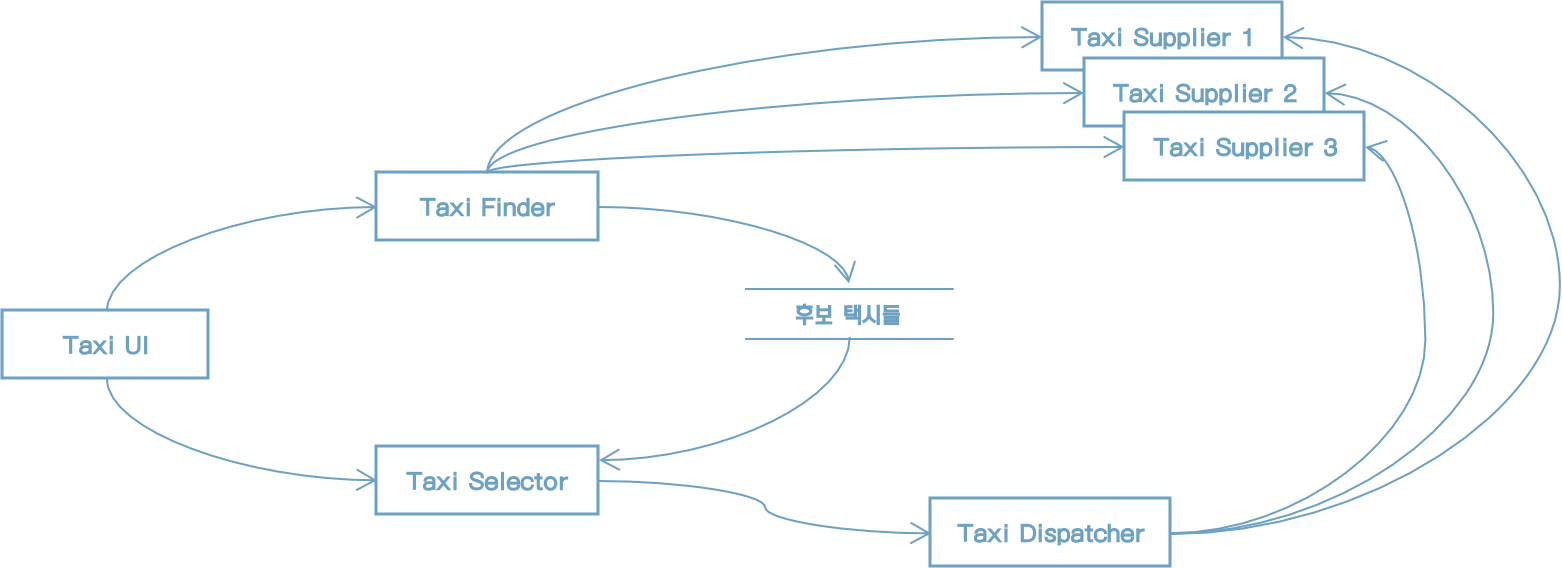 Taxi Supplier 1
Taxi Supplier 2
Taxi Supplier 3
Taxi Finder
후보 택시들
Taxi UI
Taxi Selector
Taxi Dispatcher